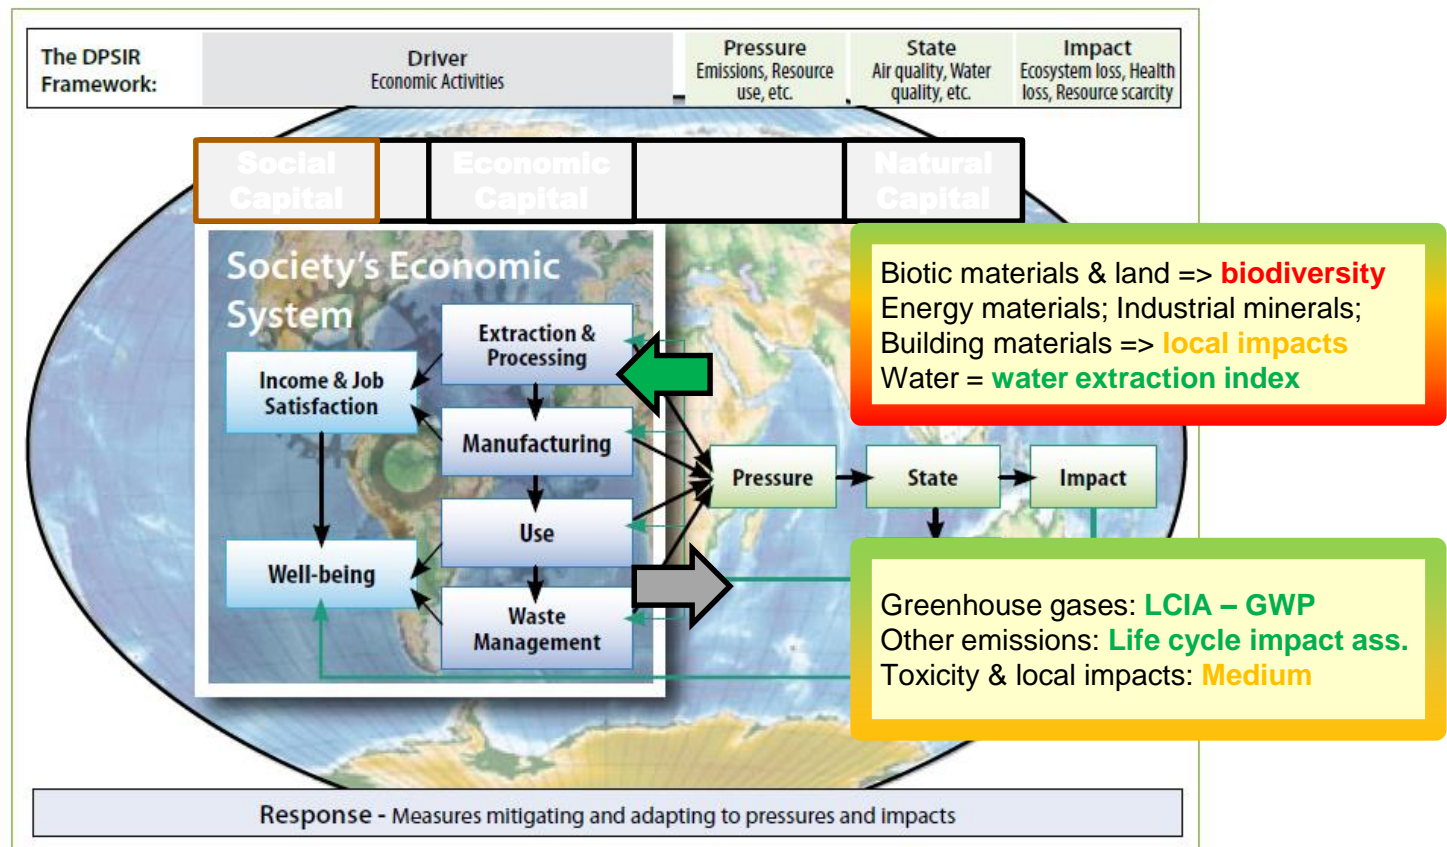 The DPSIR
Framework:
Driver
Economic Activities
Pressure
Emissions, Resource
use, etc.
State
Air quality, Water
quality, etc.
Impact
Ecosystem loss, Health
loss, Resource scarcity
Social
Capital
Economic
Capital
Natural
Capital
Society's Economic
System
Extraction &
Processing
Income & Job
Satisfaction
Manufacturing
Use
Well-being
Waste
Management
Pressure
State
Impact
Biotic materials & land => biodiversity
Energy materials; Industrial minerals;
Building materials => local impacts
Water = water extraction index
Greenhouse gases: LCIA – GWP
Other emissions: Life cycle impact ass.
Toxicity & local impacts: Medium
Response - Measures mitigating and adapting to pressures and impacts